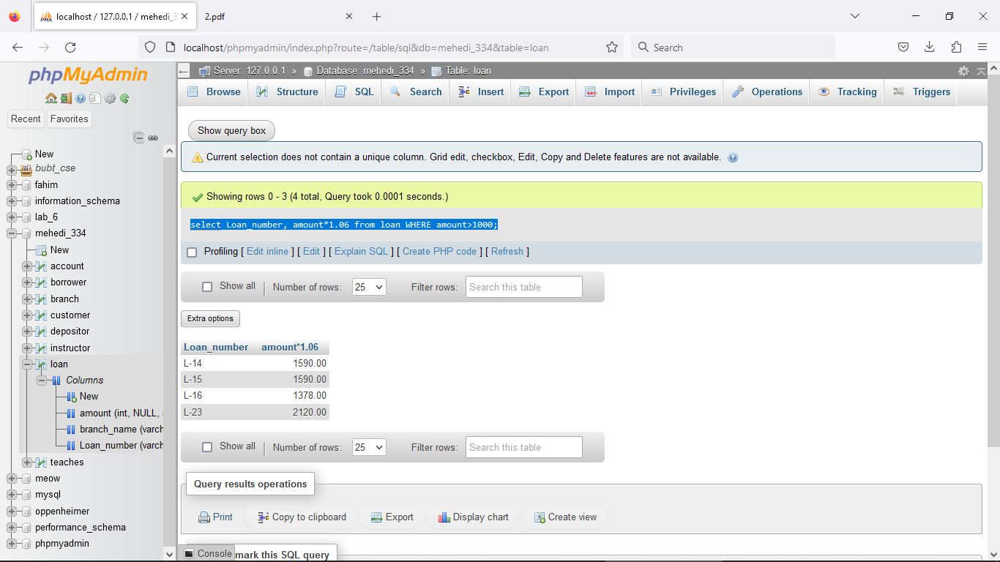 localhost / 127.0.0.1 / mehedi_3
2.pdf
localhost/phpmyadmin/index.php?route=/table/sql&db=mehedi_334&table=loan
Search
phpMyAdmin
Recent
Favorites
New
bubt_cse
fahim
information_schema
lab_6
mehedi_334
New
account
borrower
branch
customer
depositor
instructor
loan
Columns
New
amount (int, NULL,
branch_name (varch
Loan_number (varch
teaches
meow
mysql
oppenheimer
performance_schema
phpmyadmin
Server: 127.0.0.1 » Database: mehedi_334 » Table: loan
Browse Structure SQL Search Insert Export Import Privileges Operations Tracking Triggers
Show query box
Current selection does not contain a unique column. Grid edit, checkbox, Edit, Copy and Delete features are not available.
Showing rows 0 - 3 (4 total, Query took 0.0001 seconds.)
select Loan_number, amount*1.06 from loan WHERE amount>1000;
Profiling [ Edit inline ] [ Edit ] [ Explain SQL ] [ Create PHP code ] [ Refresh ]
Show all Number of rows: 25 Filter rows: Search this table
Extra options
Loan_number amount*1.06
L-14 1590.00
L-15 1590.00
L-16 1378.00
L-23 2120.00
Show all Number of rows: 25 Filter rows: Search this table
Query results operations
Print Copy to clipboard Export Display chart Create view
Console mark this SQL query